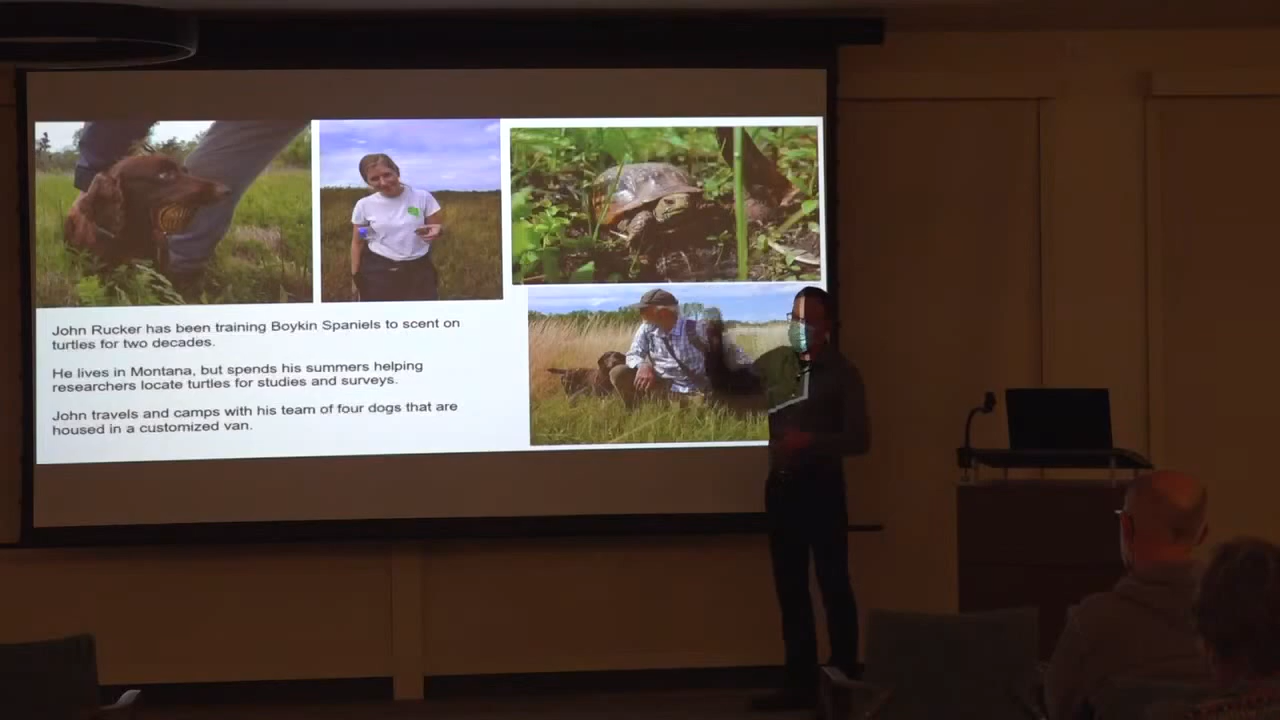 John Rucker has been training Boykin Spaniels to scent on
turtles for two decades.
He lives in Montana, but spends his summers helping
researchers locate turtles for studies and surveys.
John travels and camps with his team of four dogs that are
housed in a customized van.